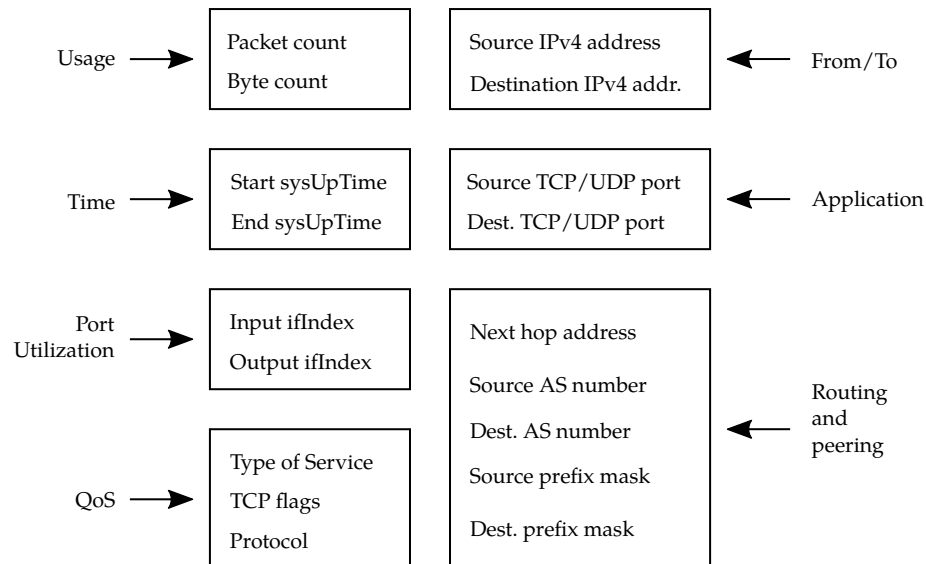 Usage
Packet count
Byte count
Source IPv4 address
Destination IPv4 addr.
From/To
Time
Start sysUpTime
End sysUpTime
Source TCP/UDP port
Dest. TCP/UDP port
Application
Port
Utilization
Input ifIndex
Output ifIndex
QoS
Type of Service
TCP flags
Protocol
Next hop address
Source AS number
Dest. AS number
Source prefix mask
Dest. prefix mask
Routing
and
peering